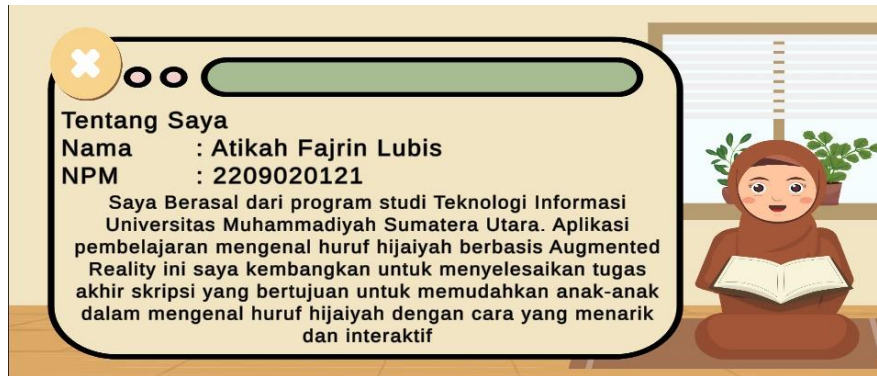 Tentang Saya
Nama : Atikah Fajrin Lubis
NPM : 2209020121
Saya Berasal dari program studi Teknologi Informasi
Universitas Muhammadiyah Sumatera Utara. Aplikasi
pembelajaran mengenal huruf hijaiyah berbasis Augmented
Reality ini saya kembangkan untuk menyelesaikan tugas
akhir skripsi yang bertujuan untuk memudahkan anak-anak
dalam mengenal huruf hijaiyah dengan cara yang menarik
dan interaktif